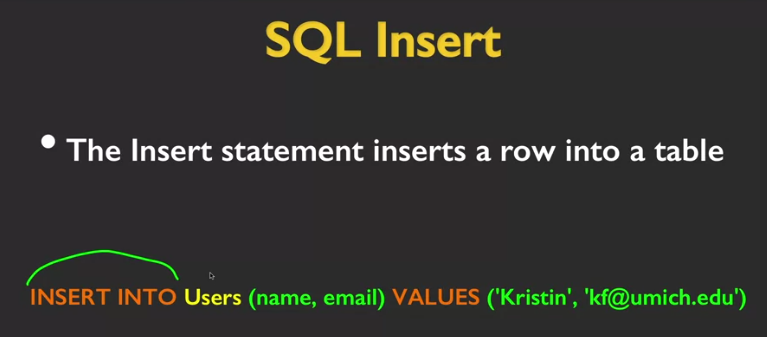 SQL Insert
• The Insert statement inserts a row into a table
INSERT INTO Users (name, email) VALUES ('Kristin', 'kf@umich.edu')